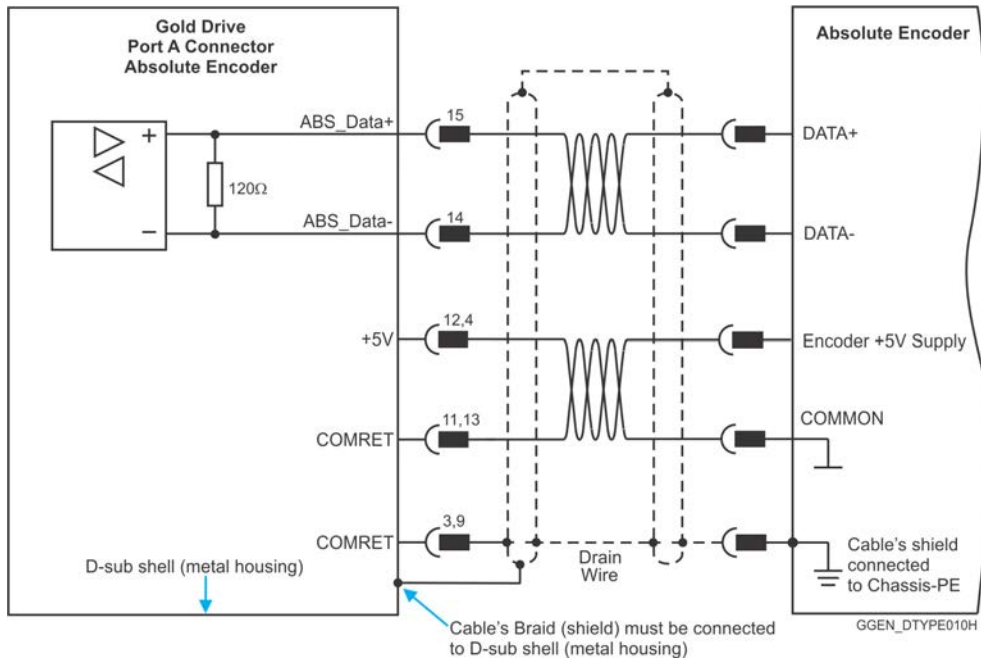 Gold Drive
Port A Connector
Absolute Encoder
Absolute Encoder
+
−
120Ω
ABS_Data+
15
DATA+
ABS_Data-
14
DATA-
+5V
12,4
Encoder +5V Supply
COMRET
11,13
COMMON
COMRET
3,9
Drain
Wire
Cable's shield
connected
to Chassis-PE
D-sub shell (metal housing)
Cable's Braid (shield) must be connected
to D-sub shell (metal housing)
GGEN_DTYPE010H